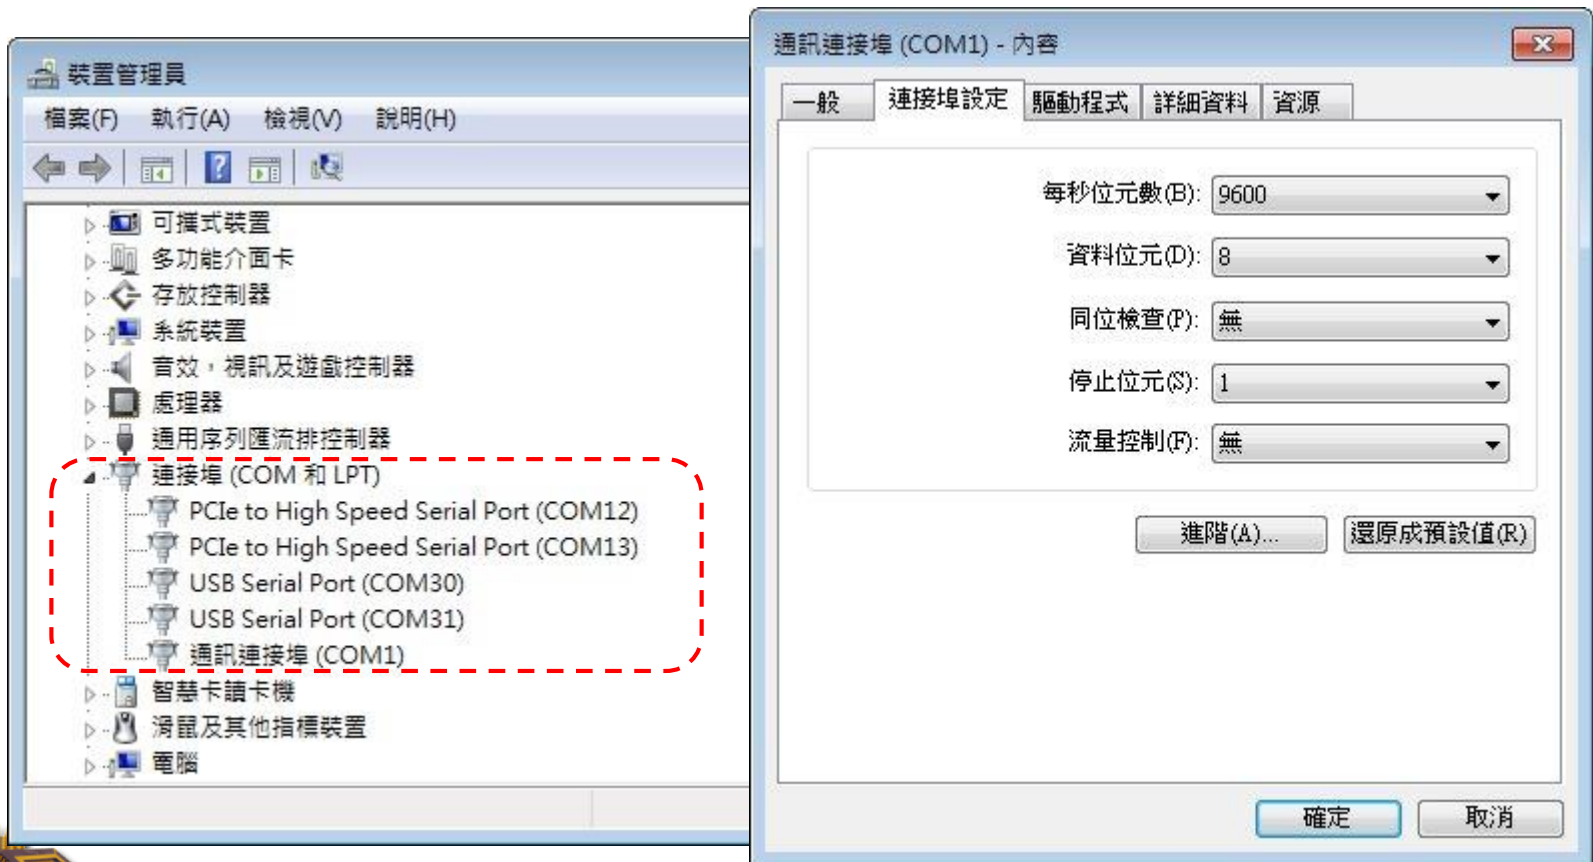 裝置管理員
檔案(F) 執行(A) 檢視(V) 說明(H)
可攜式裝置
多功能介面卡
存放控制器
系統裝置
音效，視訊及遊戲控制器
處理器
通用序列匯流排控制器
連接埠 (COM 和 LPT)
PCIe to High Speed Serial Port (COM12)
PCIe to High Speed Serial Port (COM13)
USB Serial Port (COM30)
USB Serial Port (COM31)
通訊連接埠 (COM1)
智慧卡讀卡機
滑鼠及其他指標裝置
電腦
通訊連接埠 (COM1) - 內容
一般 連接埠設定 驅動程式 詳細資料 資源
每秒位元數(B): 9600
資料位元(D): 8
同位檢查(P): 無
停止位元(S): 1
流量控制(F): 無
進階(A)... 還原成預設值(R)
確定 取消